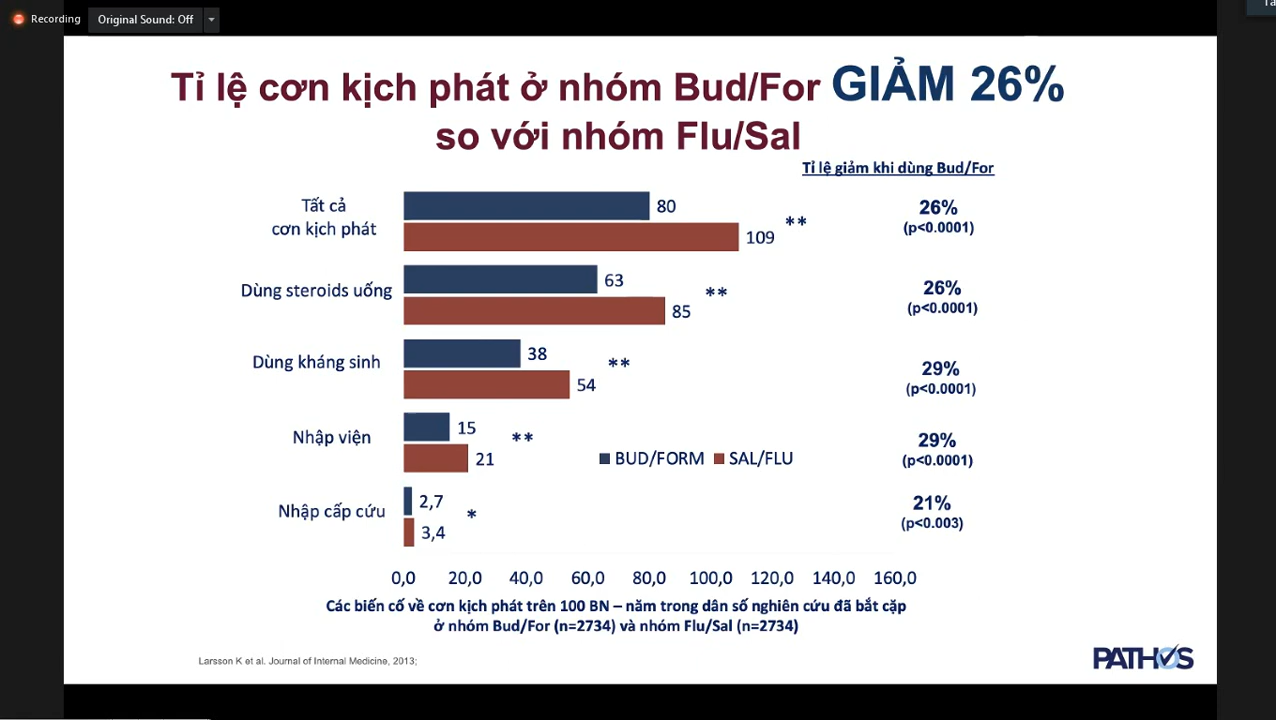 Recording
Original Sound: Off
Ta
Tỉ lệ cơn kịch phát ở nhóm Bud/For GIẢM 26%
so với nhóm Flu/Sal
Tỉ lệ giảm khi dùng Bud/For
Tất cả
cơn kịch phát
80
109
**
26%
(p<0.0001)
Dùng steroids uống
63
85
**
26%
(p<0.0001)
Dùng kháng sinh
38
54
**
29%
(p<0.0001)
Nhập viện
15
21
**
29%
(p<0.0001)
BUD/FORM SAL/FLU
Nhập cấp cứu
2,7
3,4
*
21%
(p<0.003)
0,0 20,0 40,0 60,0 80,0 100,0 120,0 140,0 160,0
Các biến cố về cơn kịch phát trên 100 BN – năm trong dân số nghiên cứu đã bắt cặp
ở nhóm Bud/For (n=2734) và nhóm Flu/Sal (n=2734)
Larsson K et al. Journal of Internal Medicine, 2013;
PATHOS